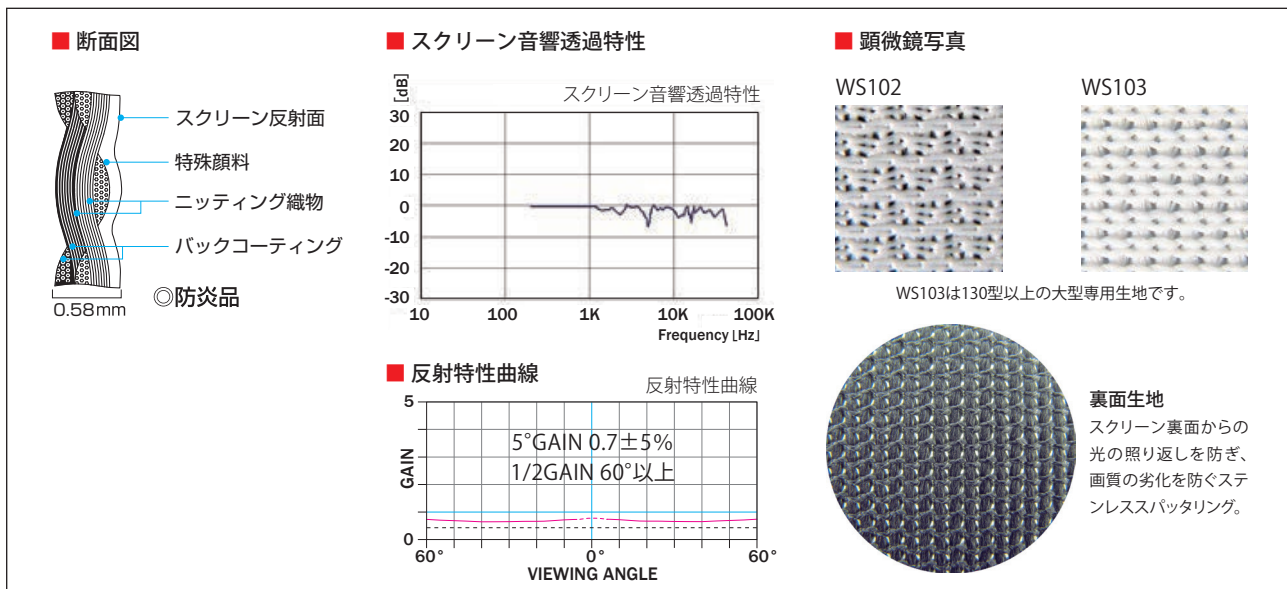 ■ 断面図
スクリーン反射面
特殊顔料
ニッティング織物
バックコーティング
0.58mm
◎防炎品
■ スクリーン音響透過特性
[dB]
スクリーン音響透過特性
30
20
10
0
-10
-20
-30
10 100 1K 10K 100K
Frequency [Hz]
■ 反射特性曲線
反射特性曲線
5
GAIN
0
5°GAIN 0.7±5%
1/2GAIN 60°以上
60° 0° 60°
VIEWING ANGLE
■ 顕微鏡写真
WS102 WS103
WS103は130型以上の大型専用生地です。
裏面生地
スクリーン裏面からの
光の照り返しを防ぎ、
画質の劣化を防ぐステ
ンレススパッタリング。